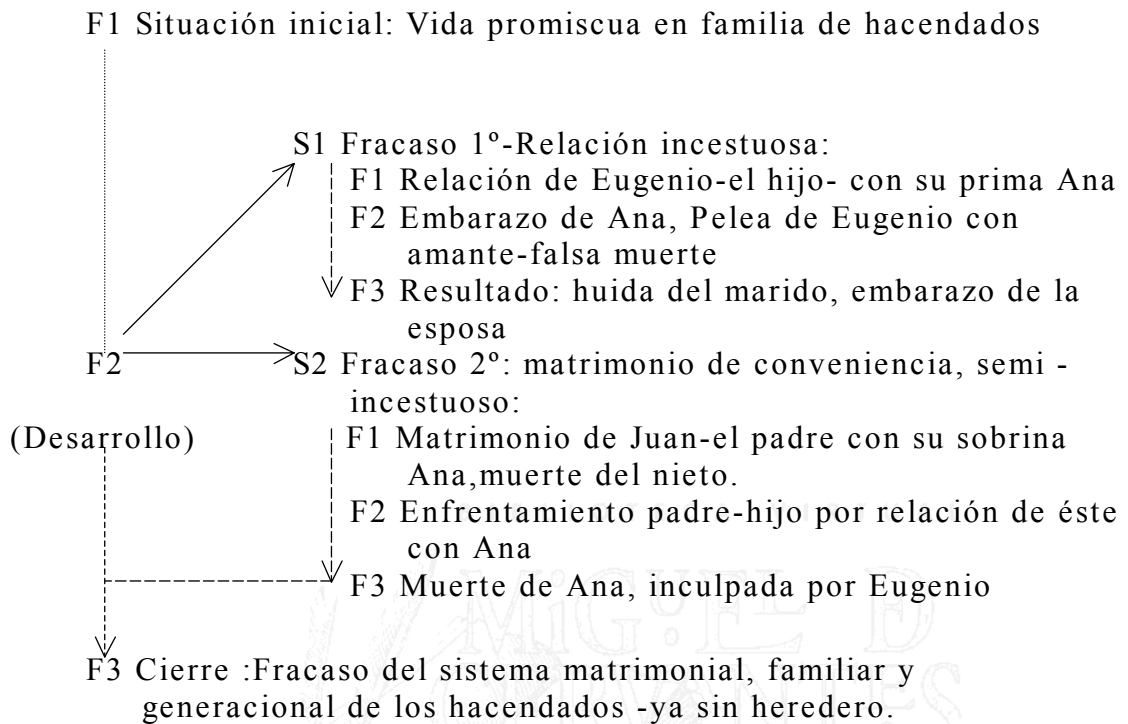 F1 Situación inicial: Vida promiscua en familia de hacendados
S1 Fracaso 1º-Relación incestuosa:
F1 Relación de Eugenio-el hijo- con su prima Ana
F2 Embarazo de Ana, Pelea de Eugenio con
amante-falsa muerte
F3 Resultado: huida del marido, embarazo de la
esposa
F2
S2 Fracaso 2º: matrimonio de conveniencia, semi -
incestuoso:
(Desarrollo)
F1 Matrimonio de Juan-el padre con su sobrina
Ana,muerte del nieto.
F2 Enfrentamiento padre-hijo por relación de éste
con Ana
F3 Muerte de Ana, inculpada por Eugenio
MIGUEL D
CERVANTES
F3 Cierre :Fracaso del sistema matrimonial, familiar y
generacional de los hacendados -ya sin heredero.